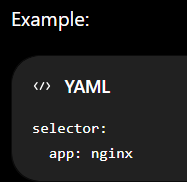 Example:
</> YAML
selector:
  app: nginx